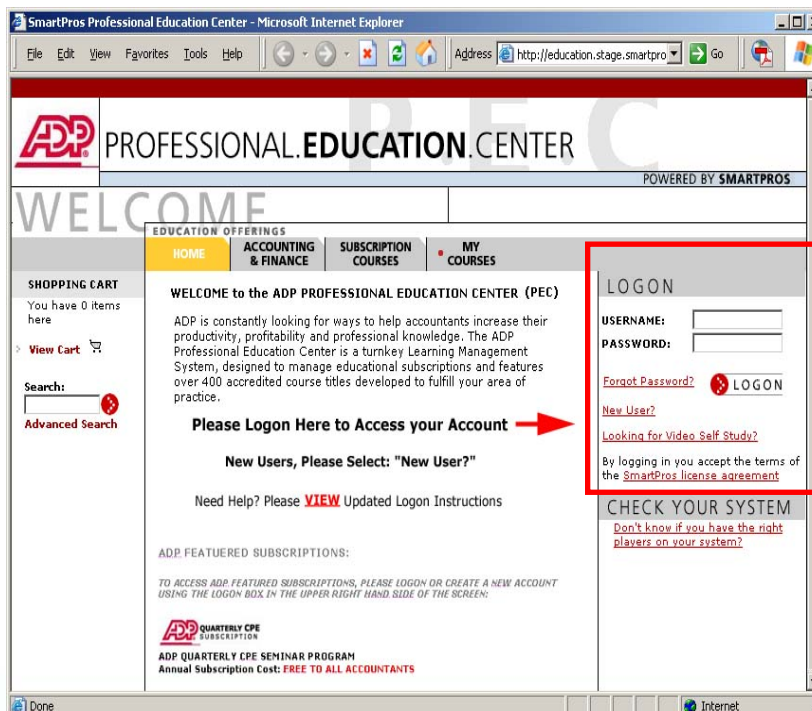 SmartPros Professional Education Center - Microsoft Internet Explorer
File Edit View Favorites Tools Help
Address http://education.stage.smartpro Go
P.E.C
ADP PROFESSIONAL.EDUCATION.CENTER
POWERED BY SMARTPROS
WELCOME
EDUCATION OFFERINGS
HOME
ACCOUNTING
& FINANCE
SUBSCRIPTION
COURSES
MY
COURSES
SHOPPING CART
You have 0 items
here
View Cart
Search:
Advanced Search
WELCOME to the ADP PROFESSIONAL EDUCATION CENTER (PEC)
ADP is constantly looking for ways to help accountants increase their
productivity, profitability and professional knowledge. The ADP
Professional Education Center is a turnkey Learning Management
System, designed to manage educational subscriptions and features
over 400 accredited course titles developed to fulfill your area of
practice.
Please Logon Here to Access your Account
New Users, Please Select: "New User?"
Need Help? Please VIEW Updated Logon Instructions
ADP FEATUERED SUBSCRIPTIONS:
TO ACCESS ADP FEATURED SUBSCRIPTIONS, PLEASE LOGON OR CREATE A NEW ACCOUNT
USING THE LOGON BOX IN THE UPPER RIGHT HAND SIDE OF THE SCREEN:
ADP QUARTERLY CPE
SUBSCRIPTION
ADP QUARTERLY CPE SEMINAR PROGRAM
Annual Subscription Cost: FREE TO ALL ACCOUNTANTS
LOGON
USERNAME:
PASSWORD:
Forgot Password? LOGON
New User?
Looking for Video Self Study?
By logging in you accept the terms of
the SmartPros license agreement
CHECK YOUR SYSTEM
Don't know if you have the right
players on your system?
Done
Internet